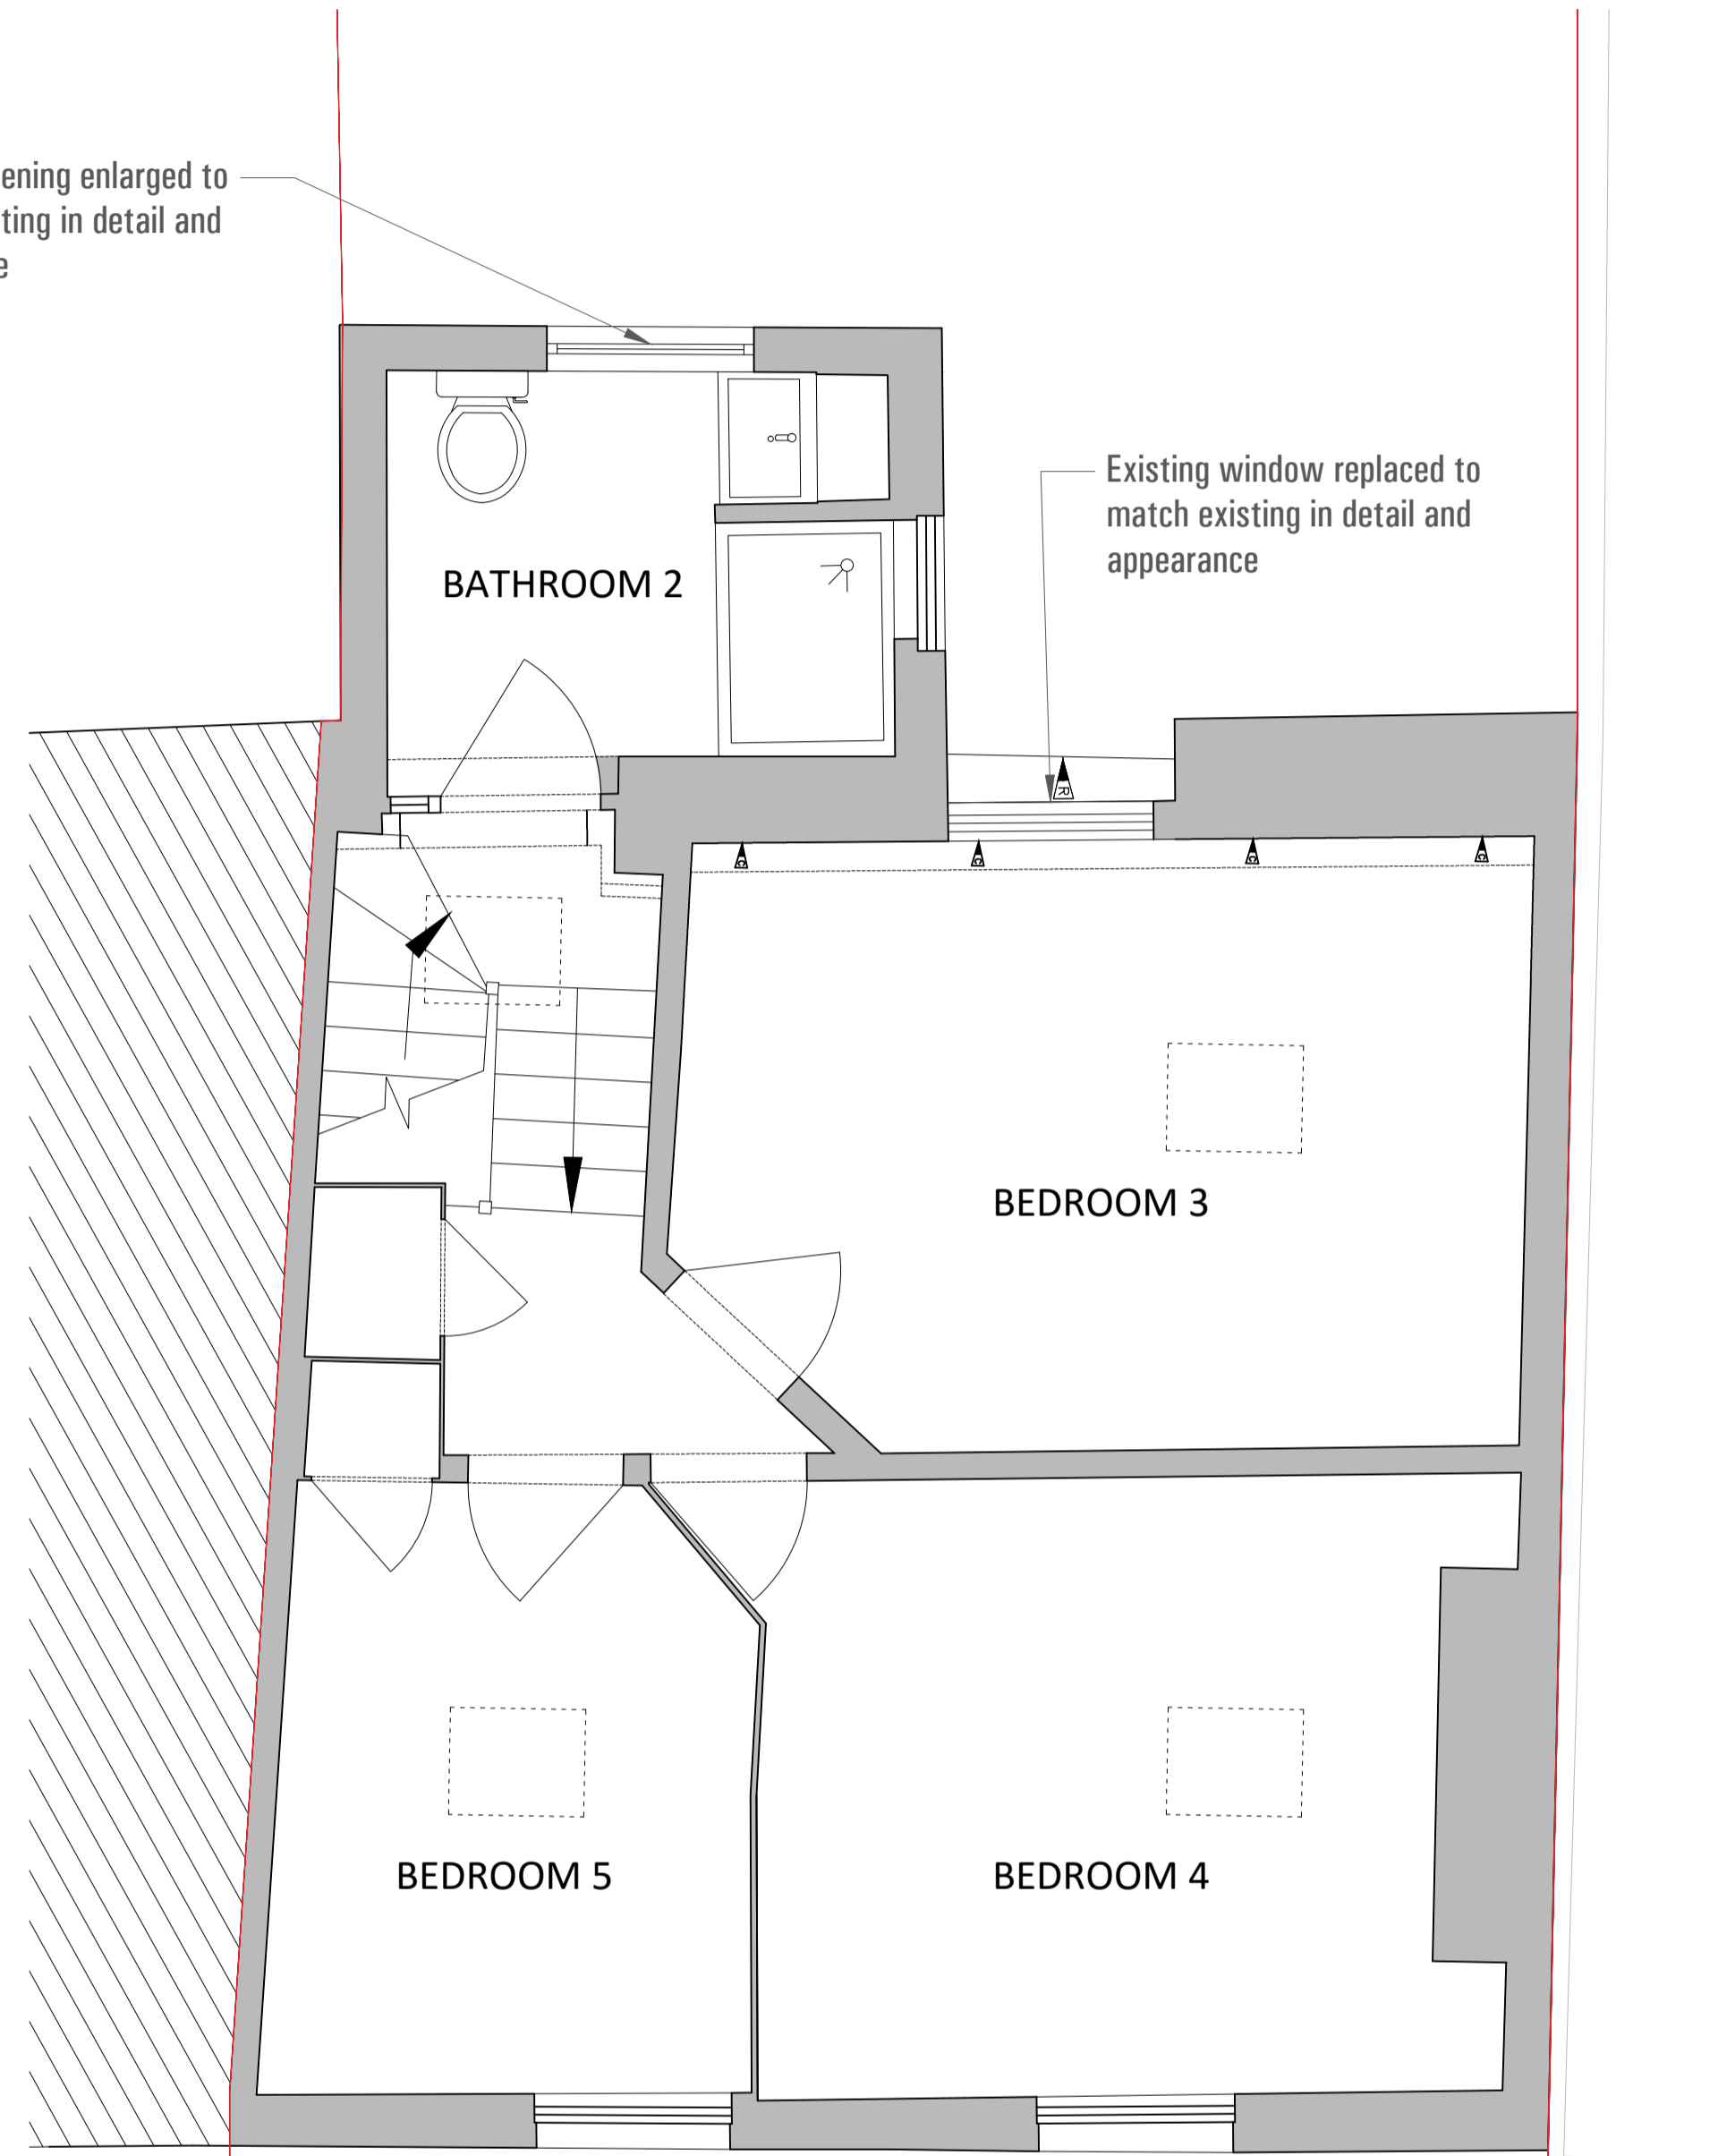 ening enlarged to
ting in detail and
e
Existing window replaced to
match existing in detail and
appearance
BATHROOM 2
R
C
C
C
C
BEDROOM 3
BEDROOM 5
BEDROOM 4